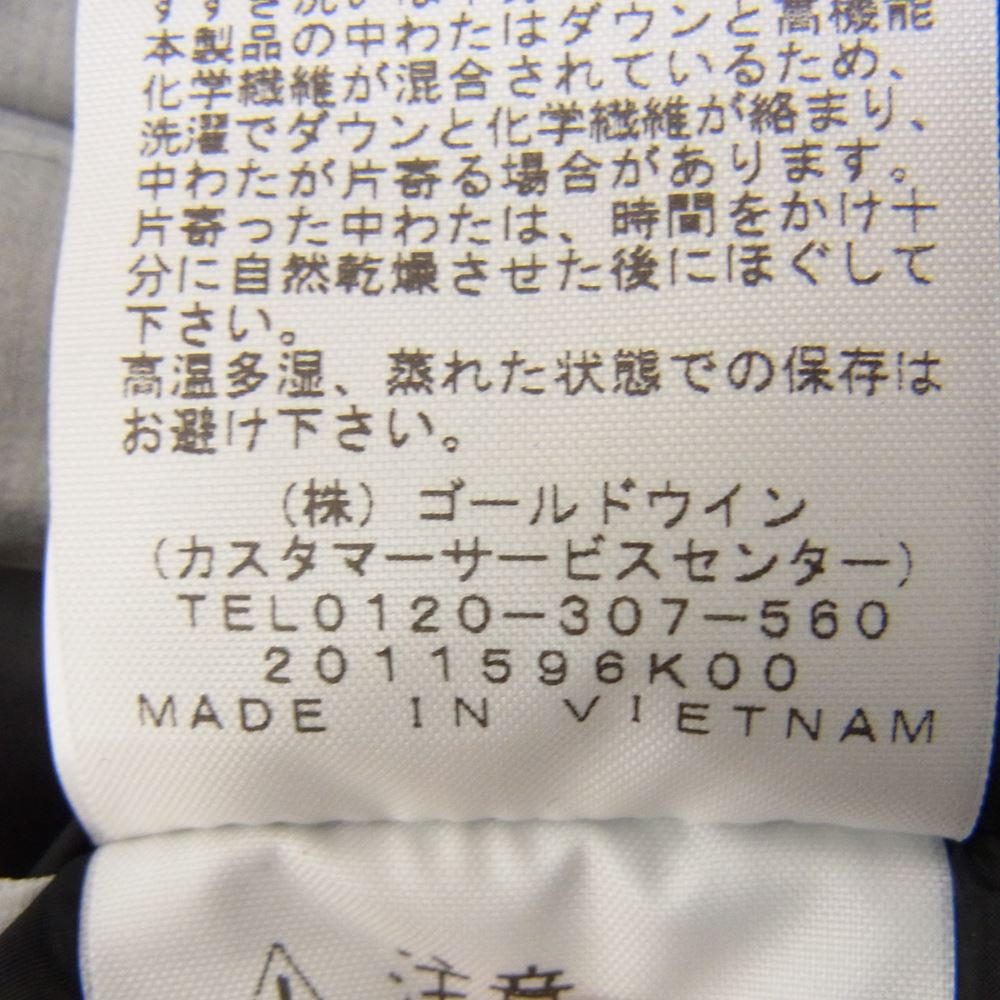 本製品の中わたはダウンと高機能
化学繊維が混合されているため、
洗濯でダウンと化学繊維が絡まり、
中わたが片寄る場合があります。
片寄った中わたは、時間をかけ十
分に自然乾燥させた後にほぐして
下さい。
高温多湿、蒸れた状態での保存は
お避け下さい。
(株)ゴールドウイン
(カスタマーサービスセンター)
TEL0120-307-560
2011596K00
MADE IN VIETNAM
注意